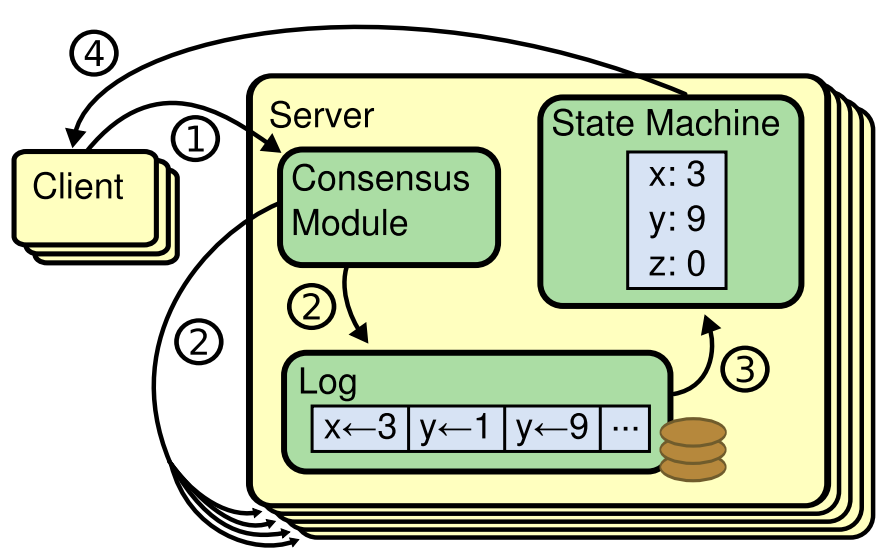 ④
Server
State Machine
①
x: 3
Client
Consensus
Module
y: 9
z: 0
②
②
③
Log
x←3 y←1 y←9 ···